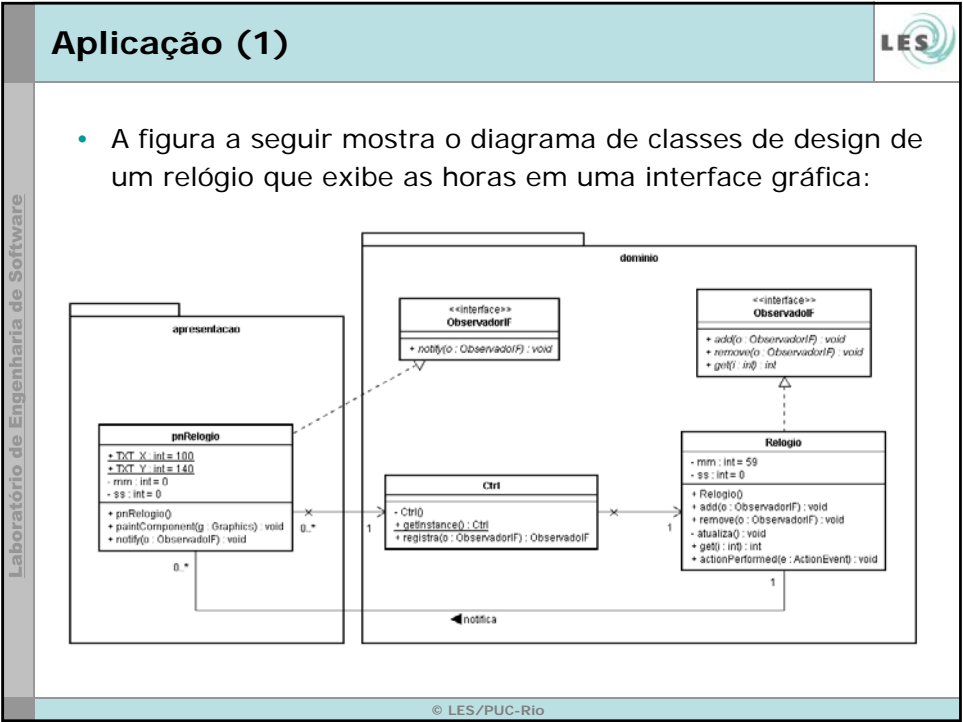 Aplicação (1)
LES
Laboratório de Engenharia de Software
• A figura a seguir mostra o diagrama de classes de design de
um relógio que exibe as horas em uma interface gráfica:
dominio
apresentacao
<<interface>>
ObservadorIF
+ notify(o : ObservadoIF) : void
<<interface>>
ObservadoIF
+ add(o : ObservadorIF) : void
+ remove(o : ObservadorIF) : void
+ get(i : int) : int
pnRelogio
+ TXT_X : int = 100
+ TXT_Y : int = 140
- mm : int = 0
- ss : int = 0
+ pnRelogio()
+ paintComponent(g : Graphics) : void
+ notify(o : ObservadoIF) : void
0..*
1
Ctrl
- Ctrl()
+ getInstance() : Ctrl
+ registra(o : ObservadorIF) : ObservadoIF
1
Relogio
- mm : int = 59
- ss : int = 0
+ Relogio()
+ add(o : ObservadorIF) : void
+ remove(o : ObservadorIF) : void
- atualiza() : void
+ get(i : int) : int
+ actionPerformed(e : ActionEvent) : void
0..*
1
◀ notifica
© LES/PUC-Rio